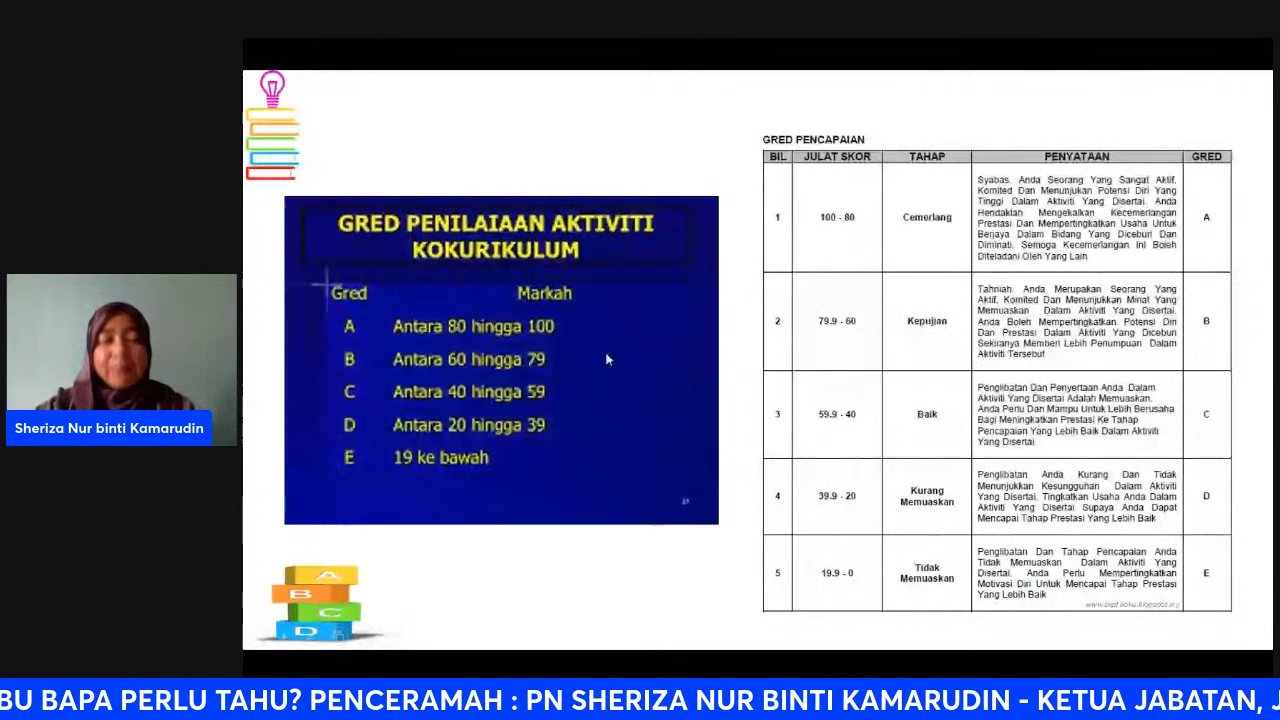 GRED PENILAIAAN AKTIVITI
KOKURIKULUM
Gred Markah
A Antara 80 hingga 100
B Antara 60 hingga 79
C Antara 40 hingga 59
D Antara 20 hingga 39
E 19 ke bawah
GRED PENCAPAIAN
BIL JULAT SKOR TAHAP PENYATAAN GRED
1 100 - 80 Cemerlang
Syabas. Anda Seorang Yang Sangat Aktif,
Komited Dan Menunjukan Potensi Diri Yang
Tinggi Dalam Aktiviti Yang Disertai. Anda
Hendaklah Mengekalkan Kecemerlangan
Prestasi Dan Mempertingkatkan Usaha Untuk
Berjaya Dalam Bidang Yang Diceburi Dan
Diminati. Semoga Kecemerlangan Ini Boleh
Diteladani Oleh Yang Lain
A
2 79.9 - 60 Kepujian
Tahniah. Anda Merupakan Seorang Yang
Aktif, Komited Dan Menunjukkan Minat Yang
Memuaskan Dalam Aktiviti Yang Disertai.
Anda Boleh Mempertingkatkan Potensi Diri
Dan Prestasi Dalam Aktiviti Yang Diceburi
Sekiranya Memberi Lebih Penumpuan Dalam
Aktiviti Tersebut
B
3 59.9 - 40 Baik
Penglibatan Dan Penyertaan Anda Dalam
Aktiviti Yang Disertai Adalah Memuaskan.
Anda Perlu Dan Mampu Untuk Lebih Berusaha
Bagi Meningkatkan Prestasi Ke Tahap
Pencapaian Yang Lebih Baik Dalam Aktiviti
Yang Disertai.
C
4 39.9 - 20 Kurang
Memuaskan
Penglibatan Anda Kurang Dan Tidak
Menunjukkan Kesungguhan Dalam Aktiviti
Yang Disertai. Tingkatkan Usaha Anda Dalam
Aktiviti Yang Disertai Supaya Anda Dapat
Mencapai Tahap Prestasi Yang Lebih Baik
D
5 19.9 - 0 Tidak
Memuaskan
Penglibatan Dan Tahap Pencapaian Anda
Tidak Memuaskan Dalam Aktiviti Yang
Disertai. Anda Perlu Mempertingkatkan
Motivasi Diri Untuk Mencapai Tahap Prestasi
Yang Lebih Baik
E
A
B
C
D
Sheriza Nur binti Kamarudin
BU BAPA PERLU TAHU? PENCERAMAH : PN SHERIZA NUR BINTI KAMARUDIN - KETUA JABATAN, J